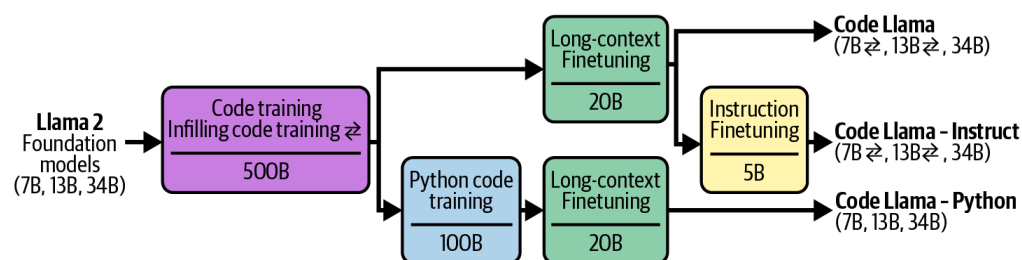 Llama 2
Foundation
models
(7B, 13B, 34B)
Code training
Infilling code training ⇄
500B
Long-context
Finetuning
20B
Python code
training
100B
Long-context
Finetuning
20B
Instruction
Finetuning
5B
Code Llama
(7B⇄, 13B⇄, 34B)
Code Llama – Instruct
(7B⇄, 13B⇄, 34B)
Code Llama – Python
(7B, 13B, 34B)